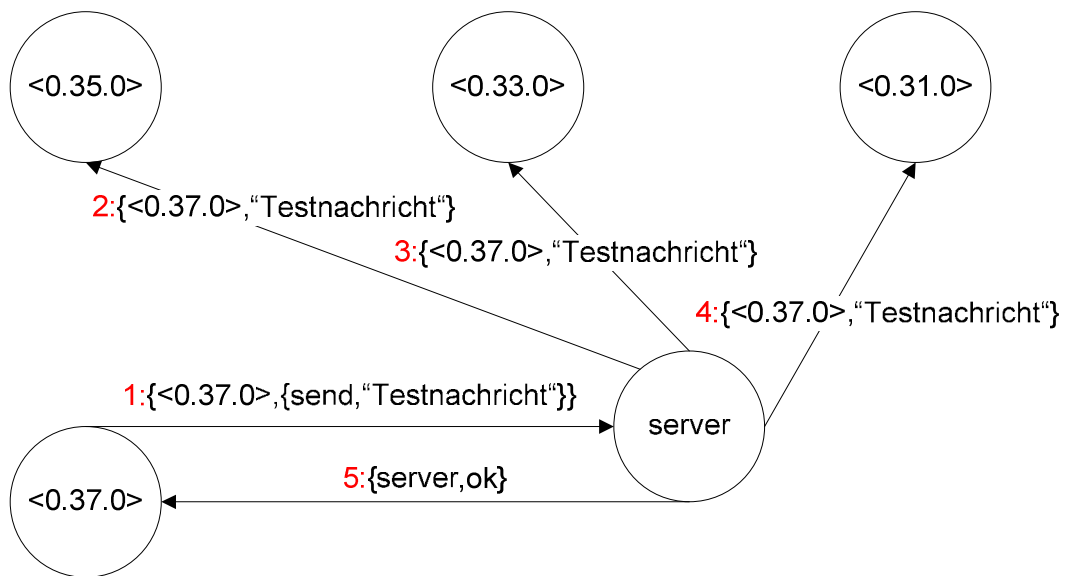 <0.35.0>
<0.33.0>
<0.31.0>
2:{<0.37.0>,“Testnachricht“}
3:{<0.37.0>,“Testnachricht“}
4:{<0.37.0>,“Testnachricht“}
1:{<0.37.0>,{send,“Testnachricht“}}
server
5:{server,ok}
<0.37.0>